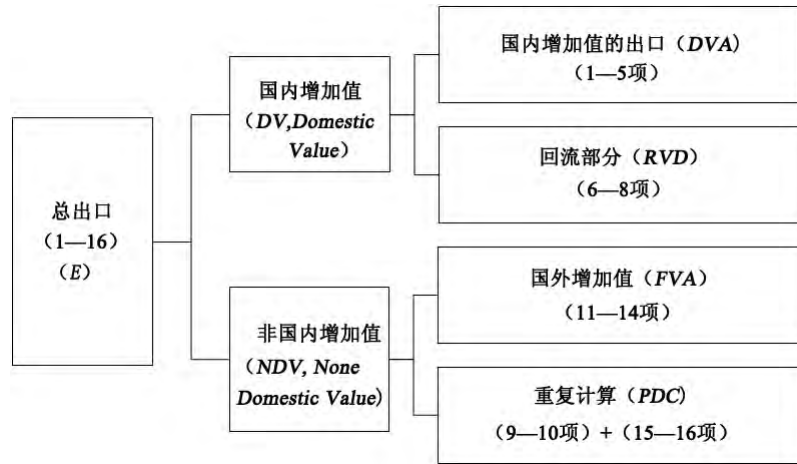 总出口
（1—16）
（E）
国内增加值
（DV,Domestic
Value）
非国内增加值
（NDV, None
Domestic Value)
国内增加值的出口（DVA)
（1—5项）
回流部分（RVD）
（6—8项）
国外增加值（FVA）
（11—14项）
重复计算（PDC)
（9—10项）+（15—16项）